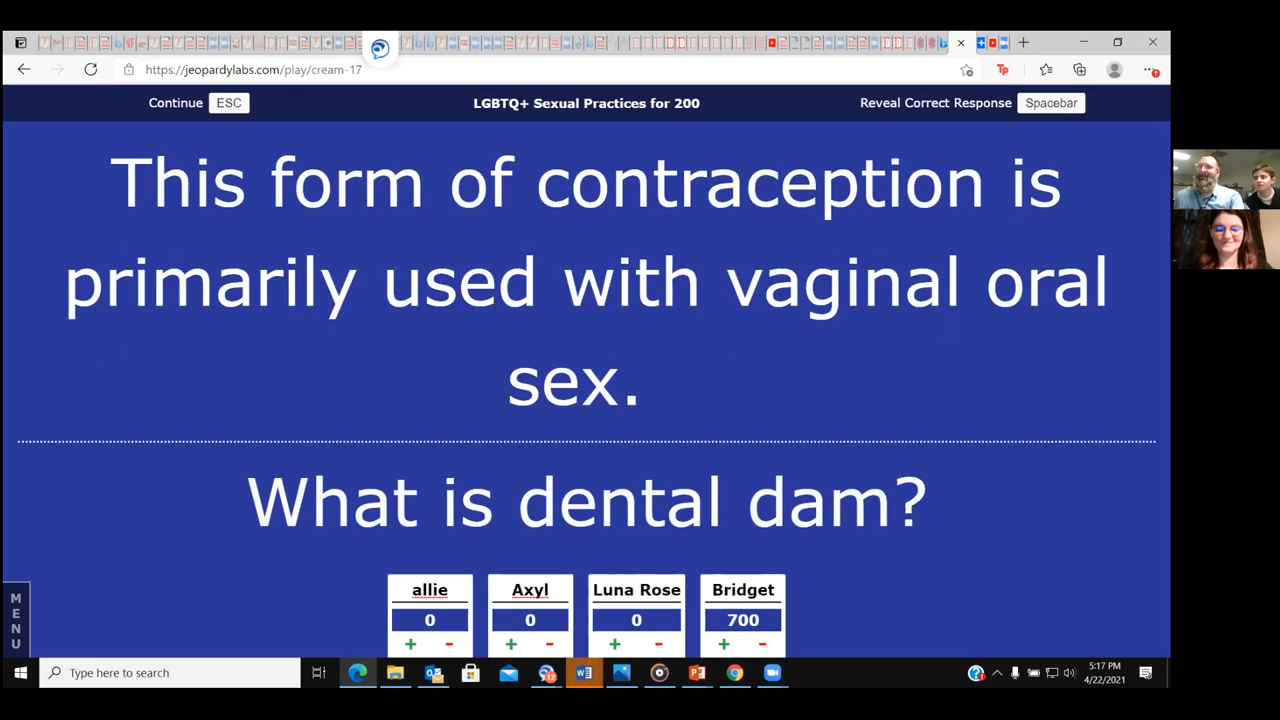 https://jeopardylabs.com/play/cream-17
Continue ESC
LGBTQ+ Sexual Practices for 200
Reveal Correct Response Spacebar
This form of contraception is
primarily used with vaginal oral
sex.
What is dental dam?
allie Axyl Luna Rose Bridget
0 0 0 700
+ - + - + - + -
MENU
Type here to search
12
5:17 PM
4/22/2021